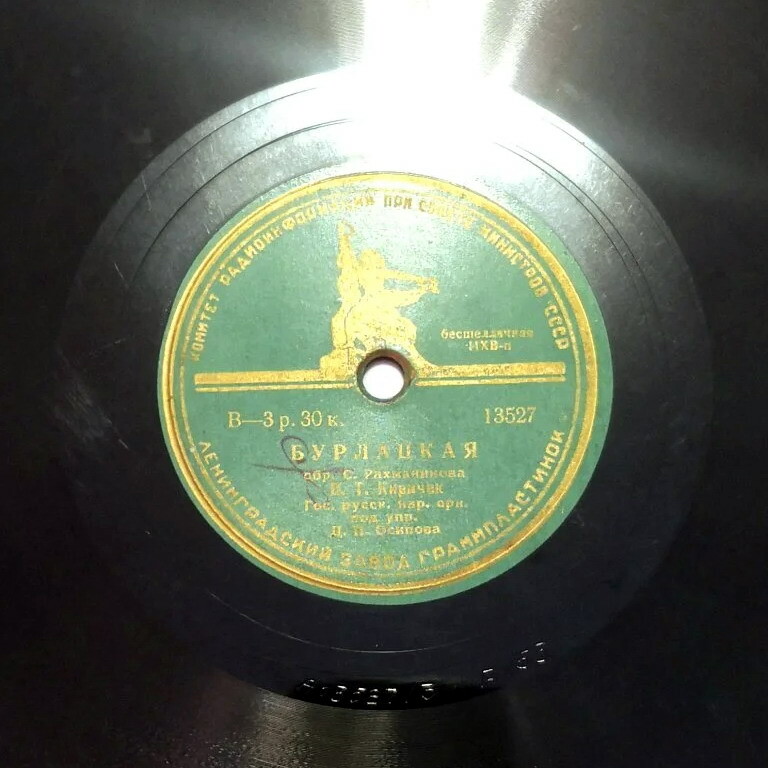 КОМИТЕТ РАДИОИНФОРМАЦИИ ПРИ СОВЕТЕ МИНИСТРОВ СССР
бесшеллачная
МХВ-п
В—3 р. 30 к.
13527
БУРЛАЦКАЯ
обр. С. Рахманинова
И. Т. Киричек
Гос. русск. нар. орк.
под упр.
Д. П. Осипова
ЛЕНИНГРАДСКИЙ ЗАВОД ГРАМПЛАСТИНОК